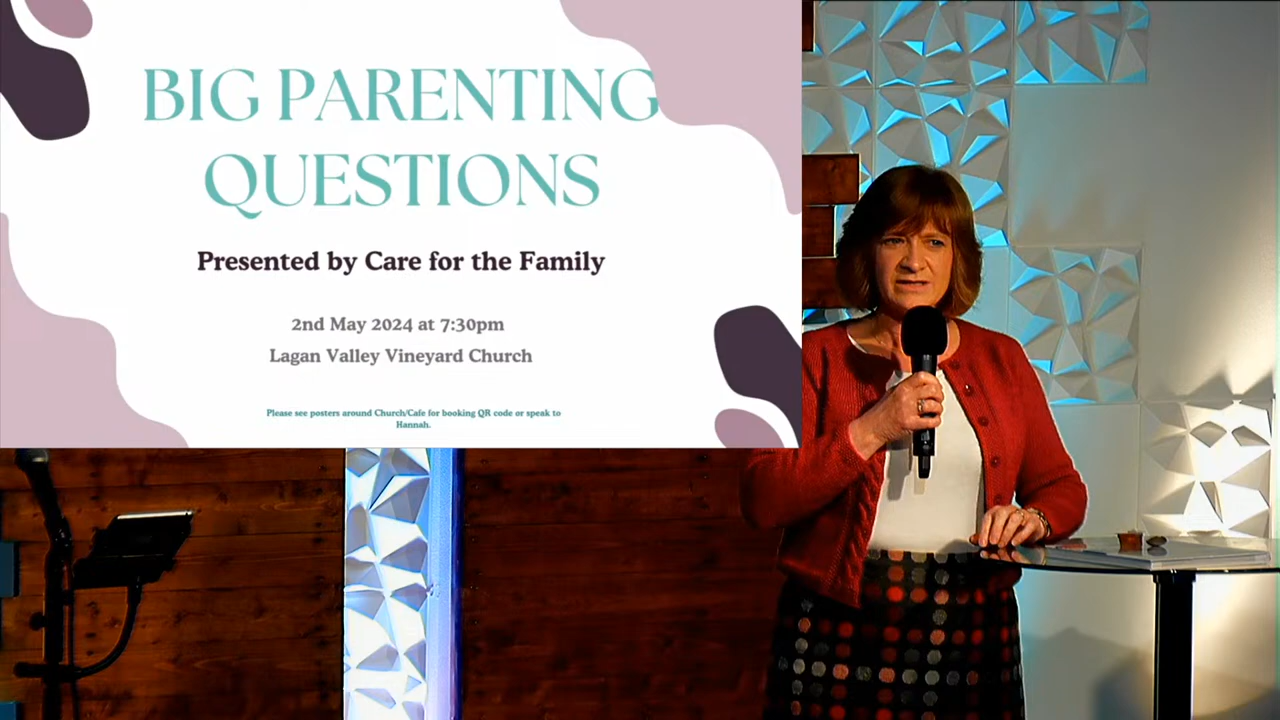 BIG PARENTING
QUESTIONS
Presented by Care for the Family
2nd May 2024 at 7:30pm
Lagan Valley Vineyard Church
Please see posters around Church/Cafe for booking QR code or speak to
Hannah.